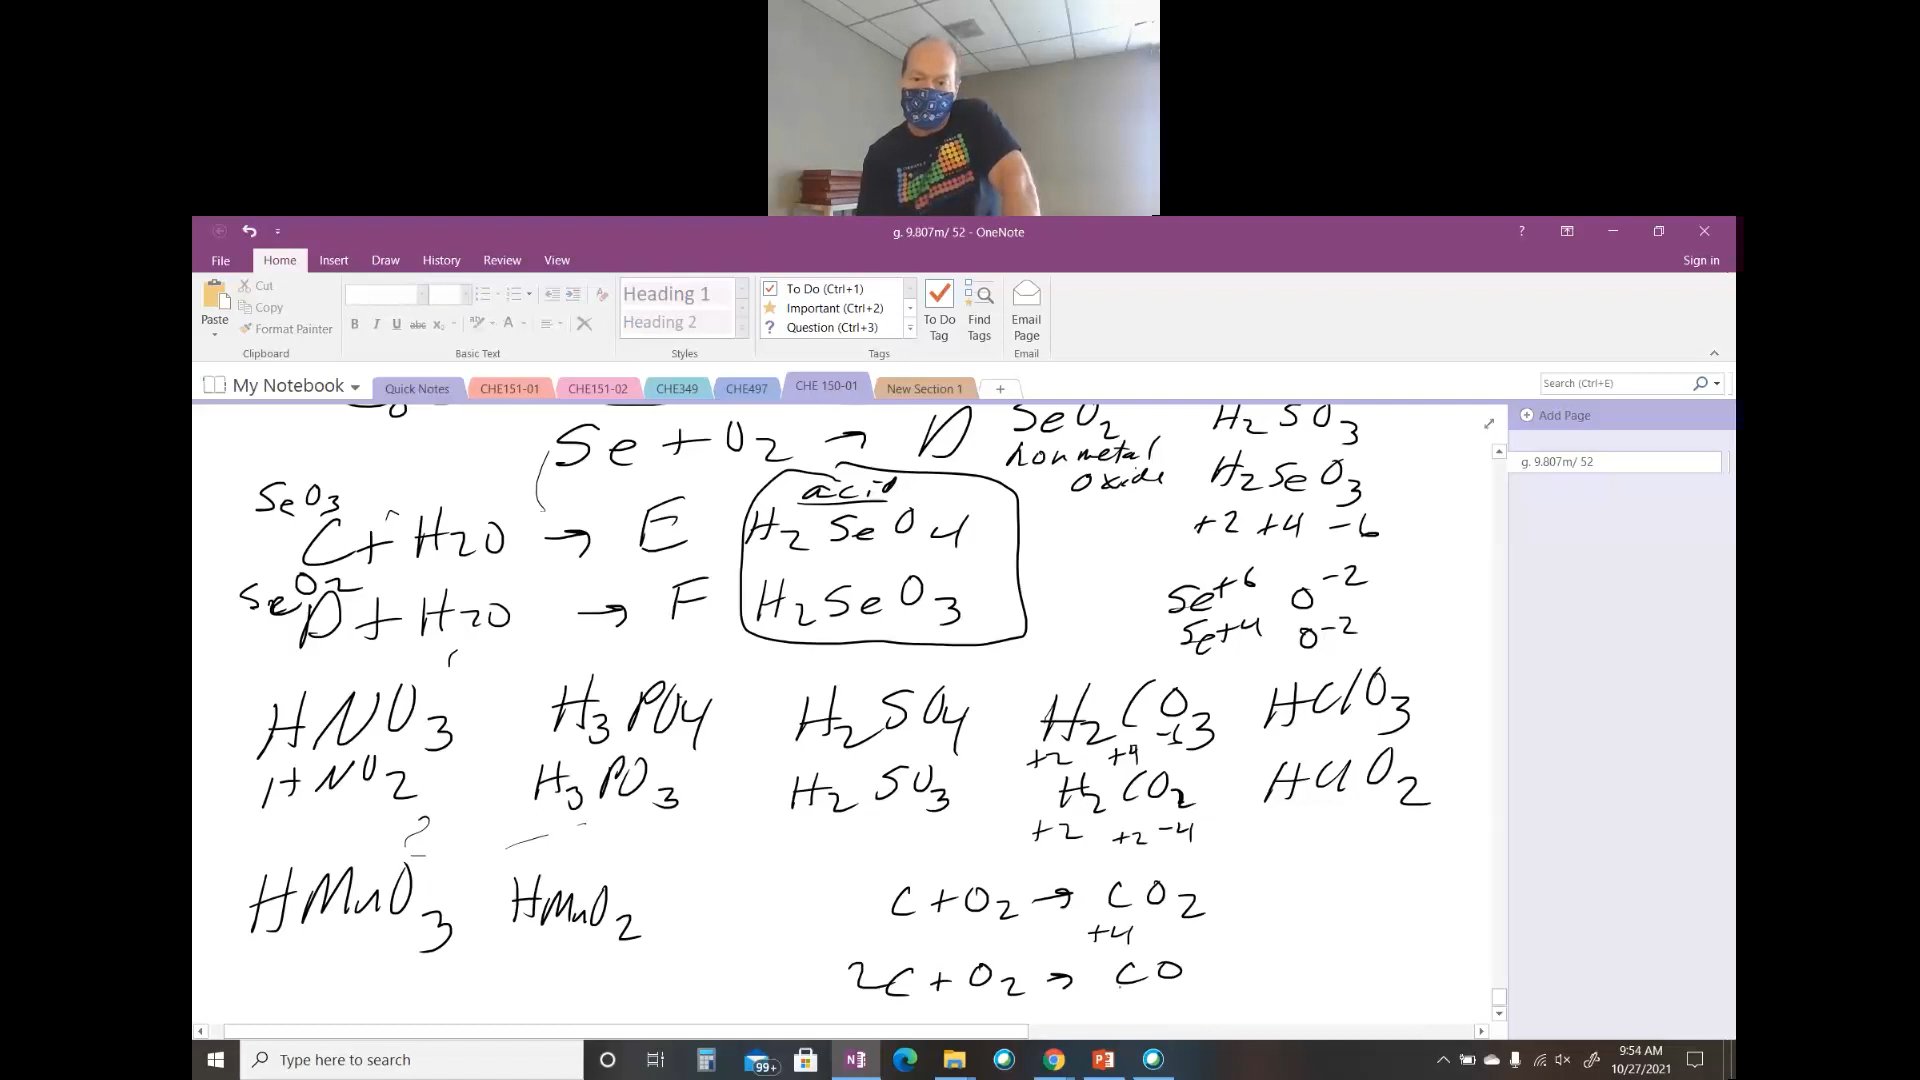 g. 9.807m/ 52 - OneNote
?
File Home Insert Draw History Review View
Sign in
Paste
Cut
Copy
Format Painter
Clipboard
B I U abc X2 A
Basic Text
Heading 1
Heading 2
Styles
To Do (Ctrl+1)
Important (Ctrl+2)
? Question (Ctrl+3)
Tags
To Do Tag
Find Tags
Email Page
Email
My Notebook
Quick Notes CHE151-01 CHE151-02 CHE349 CHE497 CHE 150-01 New Section 1 +
Search (Ctrl+E)
Add Page
g. 9.807m/ 52
Se + O2 → D SeO2 H2SO3
nonmetal oxide
H2SeO3
+2 +4 -6
SeO3
C + H2O → E
acid
H2SeO4
SeO2
D + H2O → F H2SeO3
Se+6 O-2
Se+4 O-2
HNO3 H3PO4 H2SO4 H2CO3 HClO3
+2 +4
HNO2 H3PO3 H2SO3 H2CO2 HClO2
+2 +2 -4
?
HMnO3 HMnO2
C + O2 → CO2
+4
2C + O2 → CO
Type here to search
99+
9:54 AM
10/27/2021